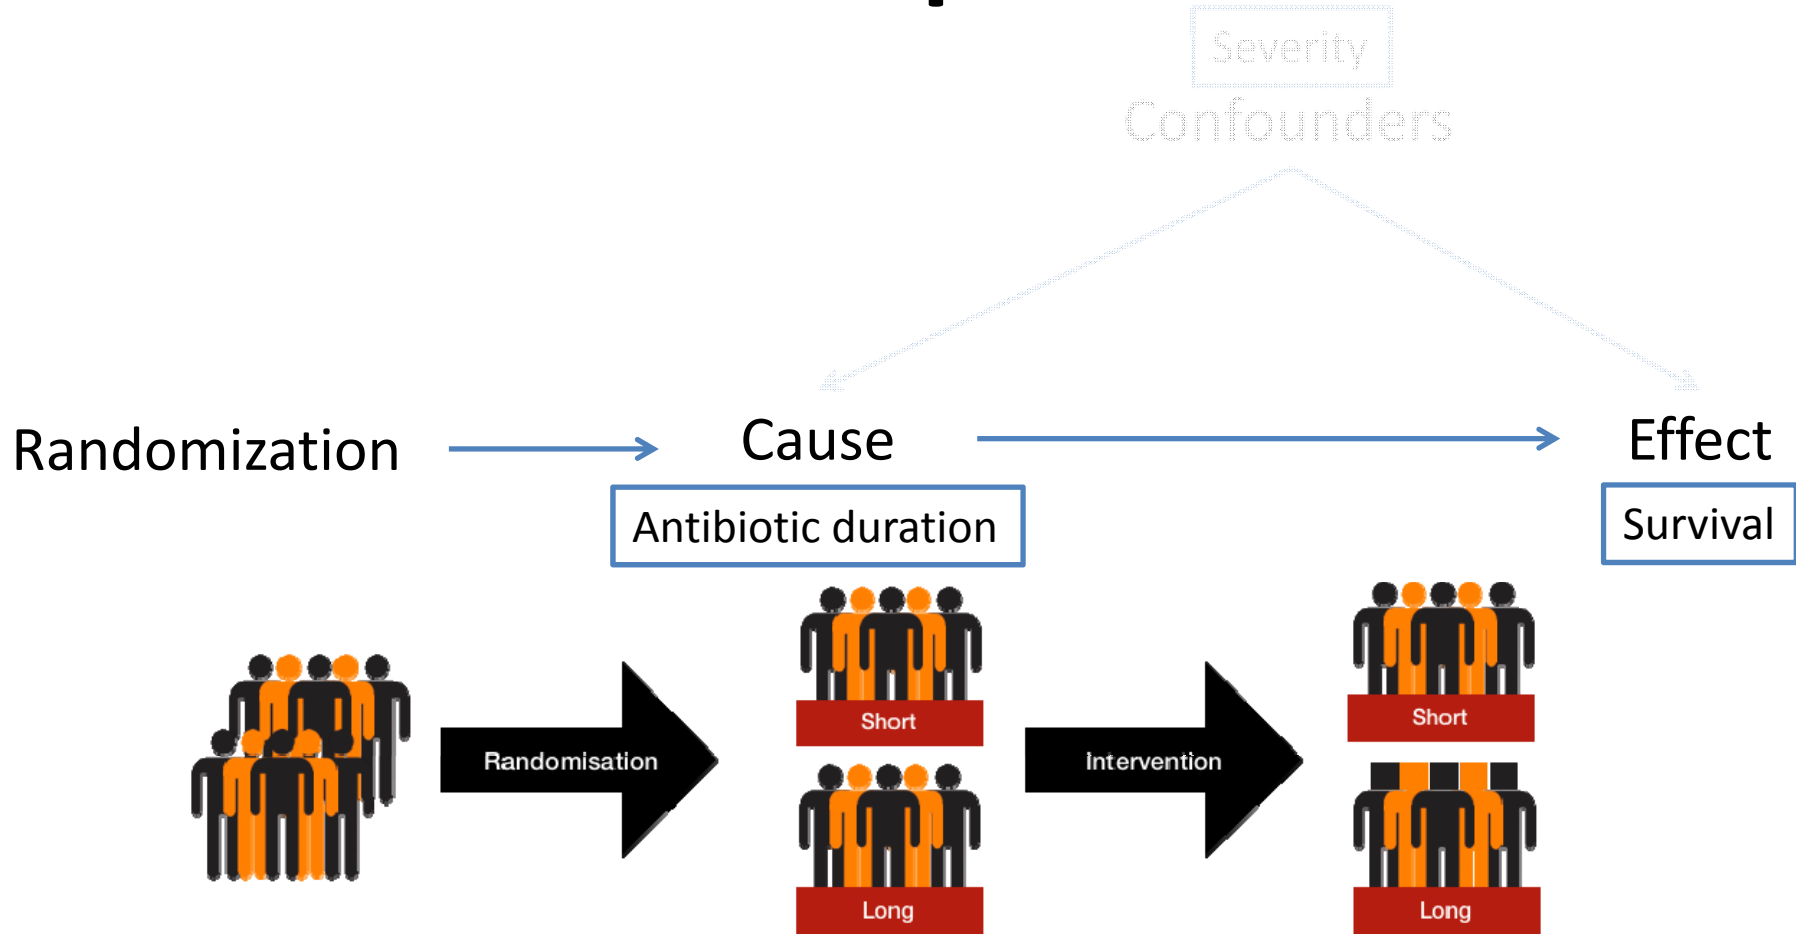 Severity
Confounders
Randomization
Cause
Effect
Antibiotic duration
Survival
Randomisation
Short
Long
Intervention
Short
Long